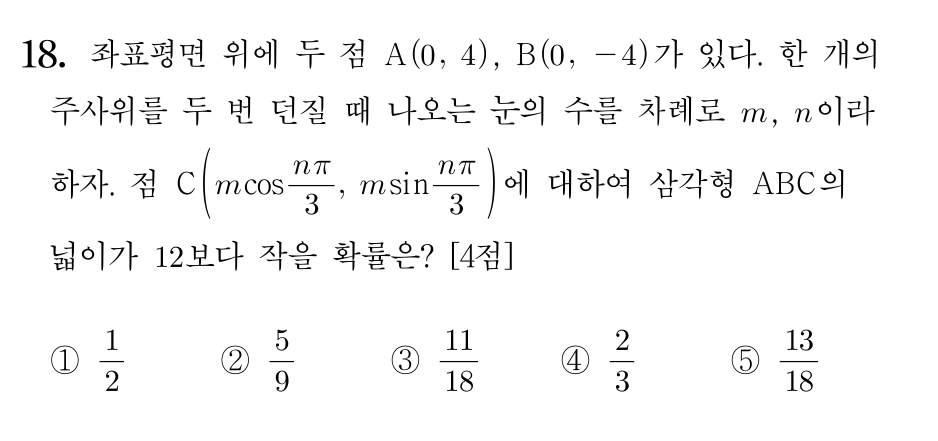 18. 좌표평면 위에 두 점 A(0, 4), B(0, −4)가 있다. 한 개의
주사위를 두 번 던질 때 나오는 눈의 수를 차례로 m, n이라
하자. 점 C(m cos nπ/3, m sin nπ/3)에 대하여 삼각형 ABC의
넓이가 12보다 작을 확률은? [4점]
① 1/2 ② 5/9 ③ 11/18 ④ 2/3 ⑤ 13/18